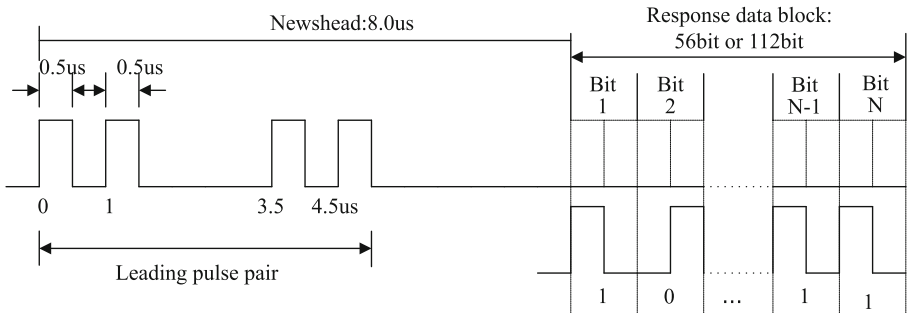 Newshead:8.0us
Response data block:
56bit or 112bit
0.5us 0.5us
Bit Bit Bit Bit
1 2 N-1 N
0 1 3.5 4.5us
Leading pulse pair
1 0 ... 1 1